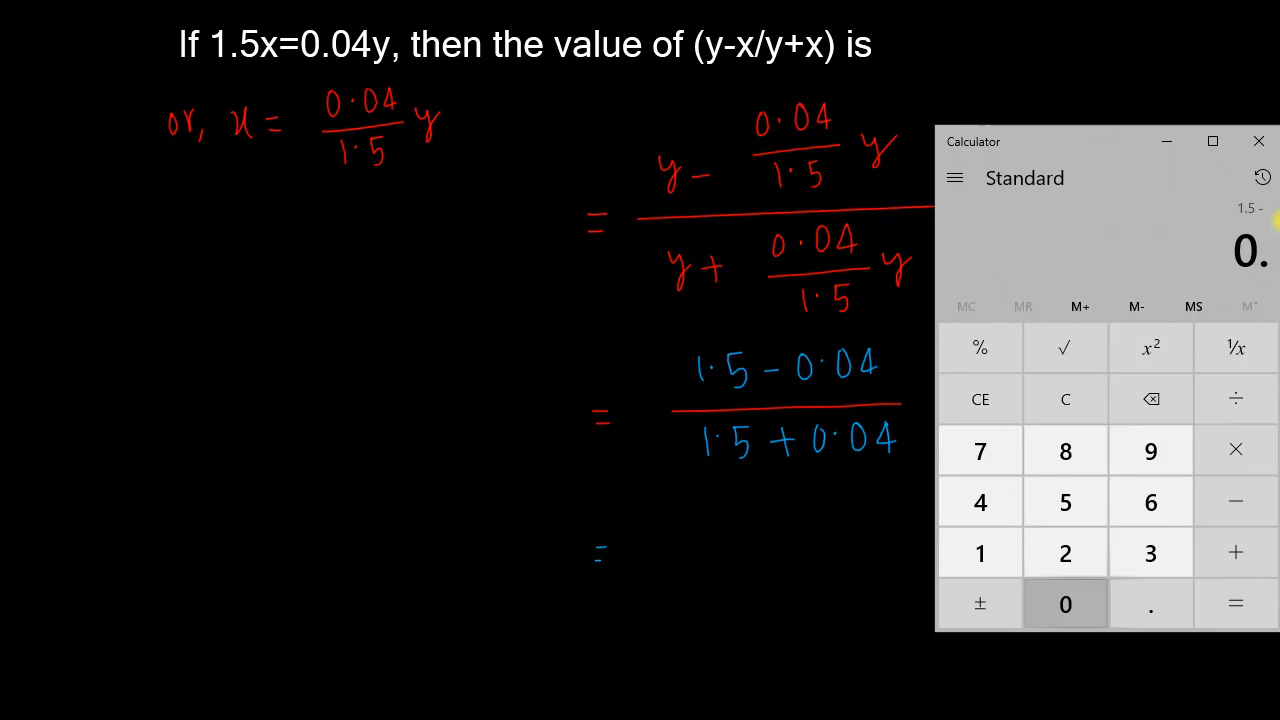 If 1.5x=0.04y, then the value of (y-x/y+x) is
or, x = 0.04/1.5 y
= y - 0.04/1.5 y
y + 0.04/1.5 y
= 1.5 - 0.04
1.5 + 0.04
=
Calculator
Standard
1.5 -
0.
MC MR M+ M- MS M˅
% √ x² ¹/x
CE C ⌫ ÷
7 8 9 ×
4 5 6 −
1 2 3 +
± 0 . =